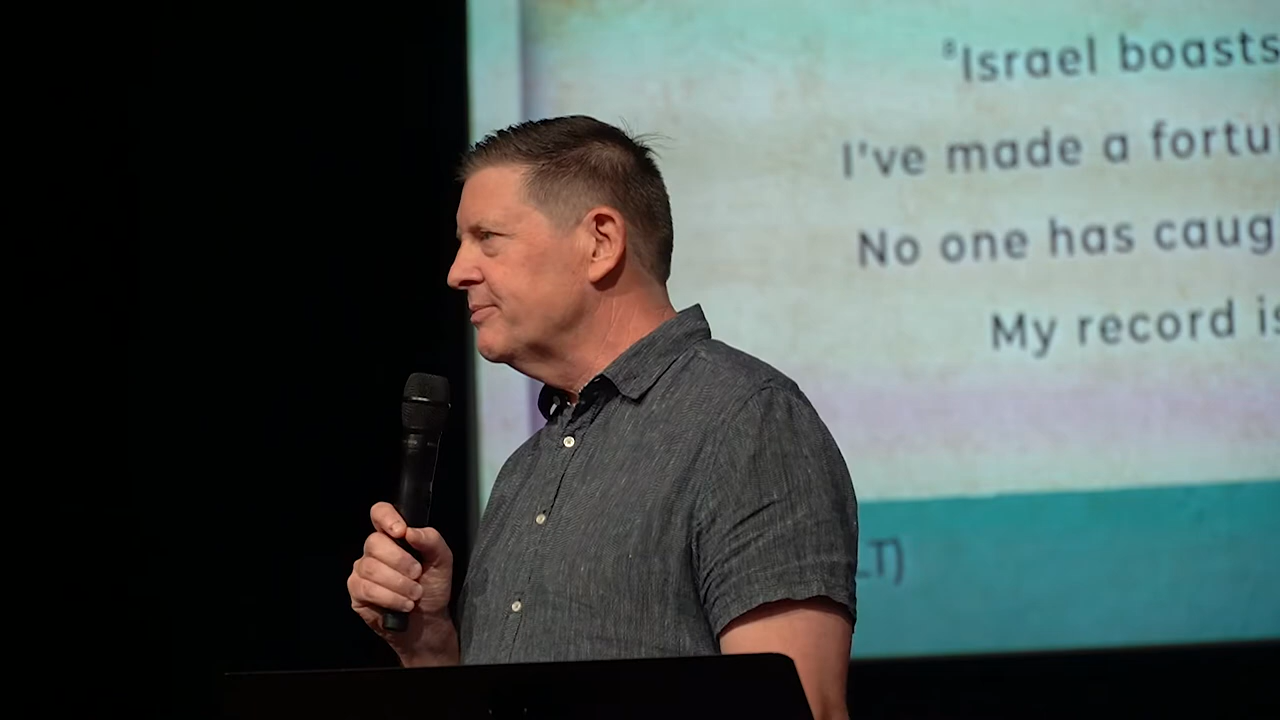 ⁸Israel boasts
I've made a fortu
No one has caug
My record is
LT)